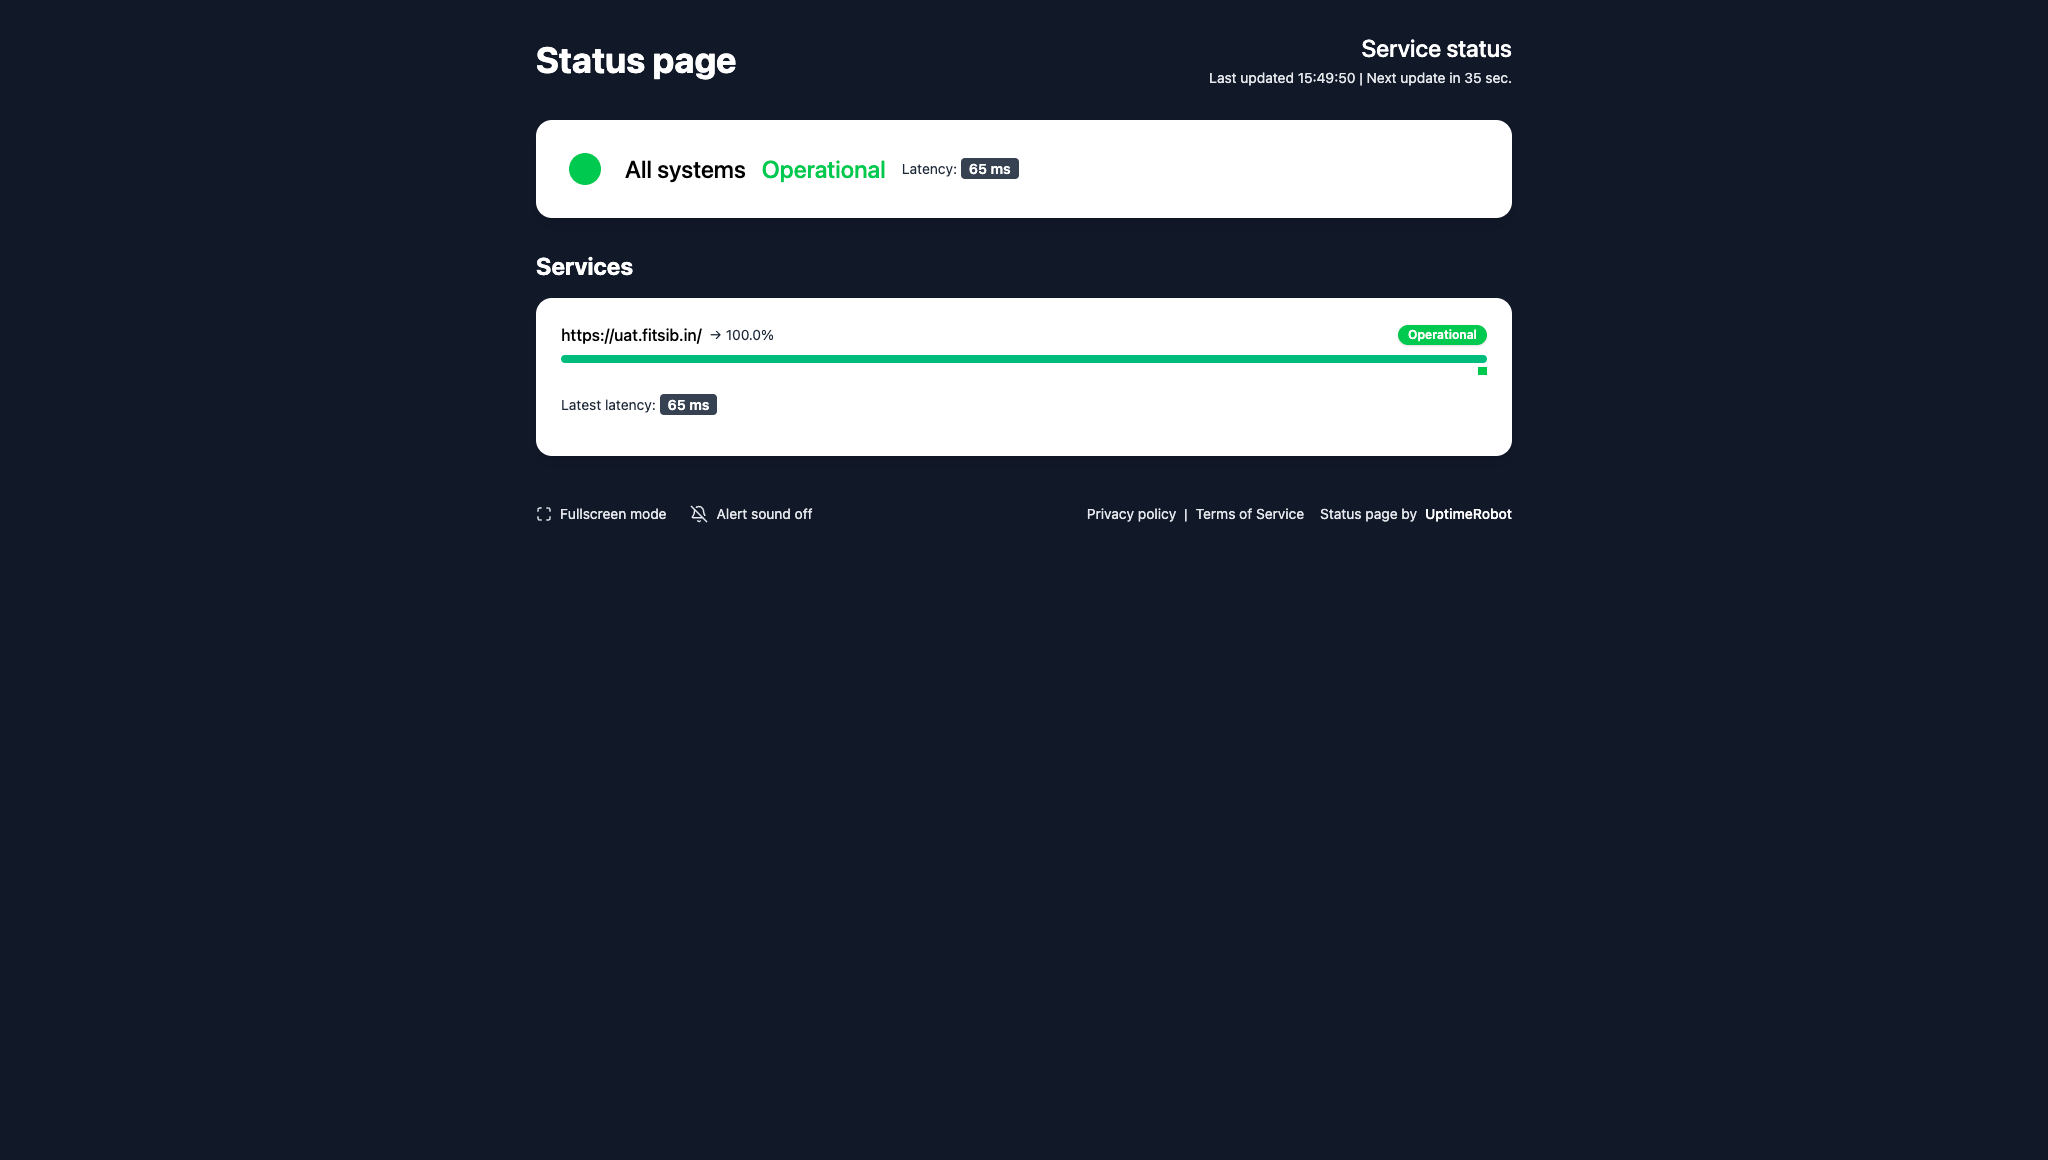 Status page
Service status
Last updated 15:49:50 | Next update in 35 sec.
All systems Operational Latency: 65 ms
Services
https://uat.fitsib.in/ → 100.0% Operational
Latest latency: 65 ms
Fullscreen mode Alert sound off Privacy policy | Terms of Service Status page by UptimeRobot